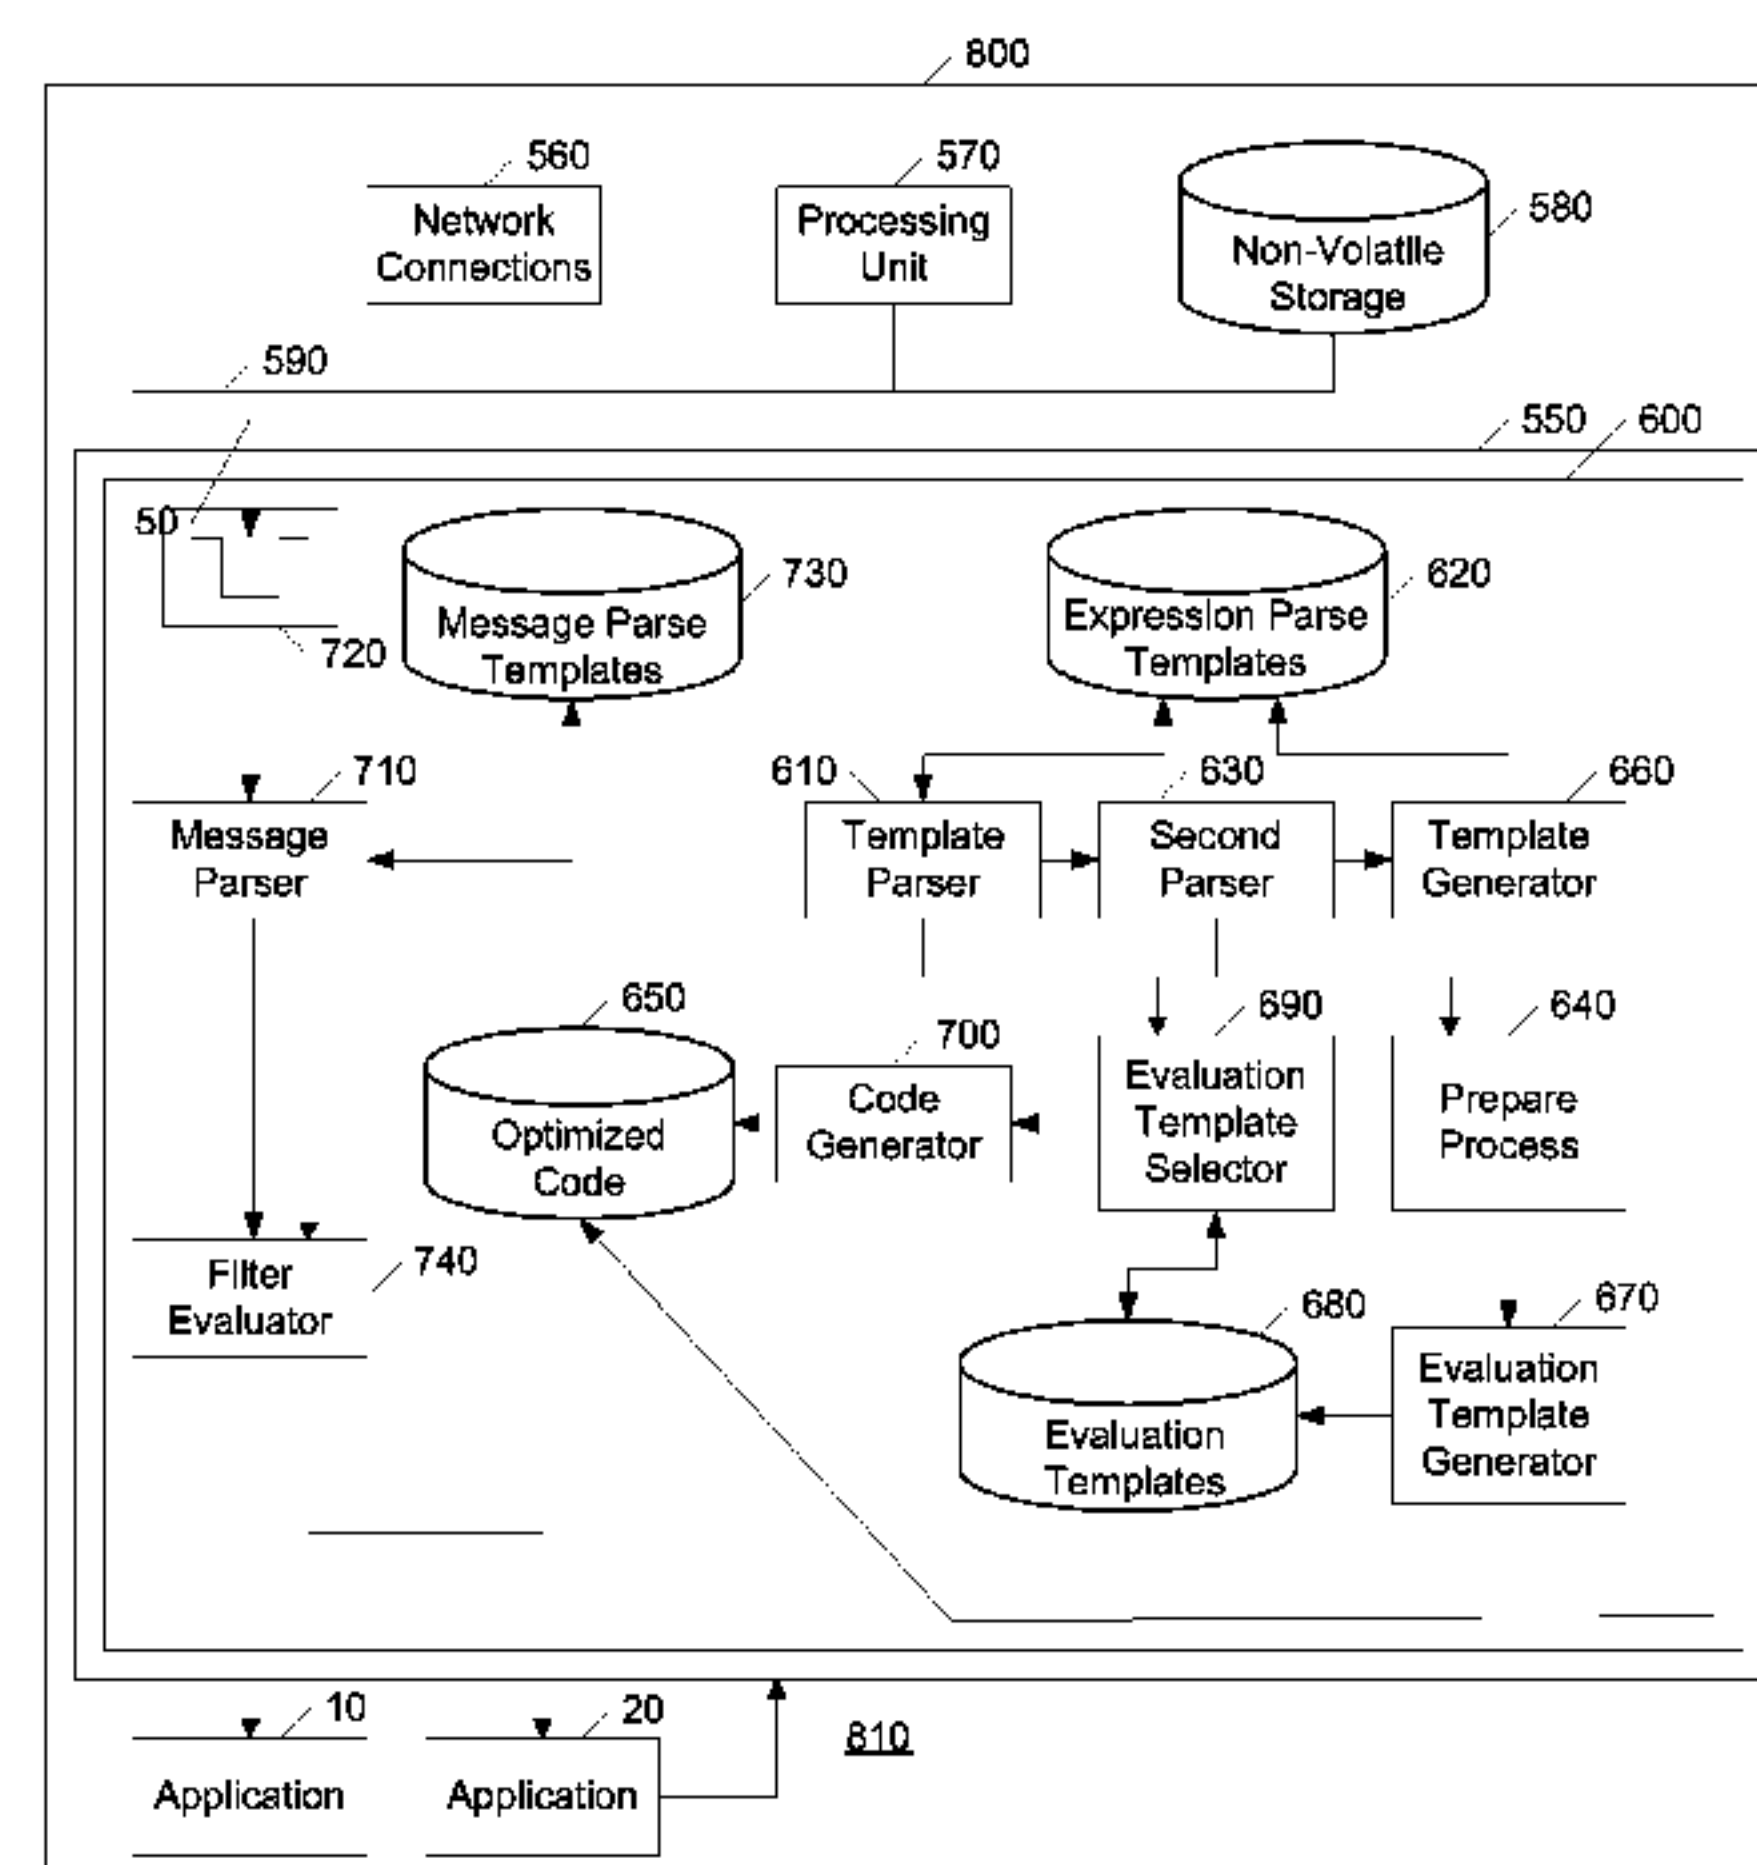 800
560
570
580
Network
Connections
Processing
Unit
Non-Volatile
Storage
590
550
600
50
730
620
Message Parse
Templates
Expression Parse
Templates
720
710
610
630
660
Message
Parser
Template
Parser
Second
Parser
Template
Generator
650
700
690
640
Optimized
Code
Code
Generator
Evaluation
Template
Selector
Prepare
Process
740
Filter
Evaluator
680
670
Evaluation
Templates
Evaluation
Template
Generator
10
20
810
Application
Application